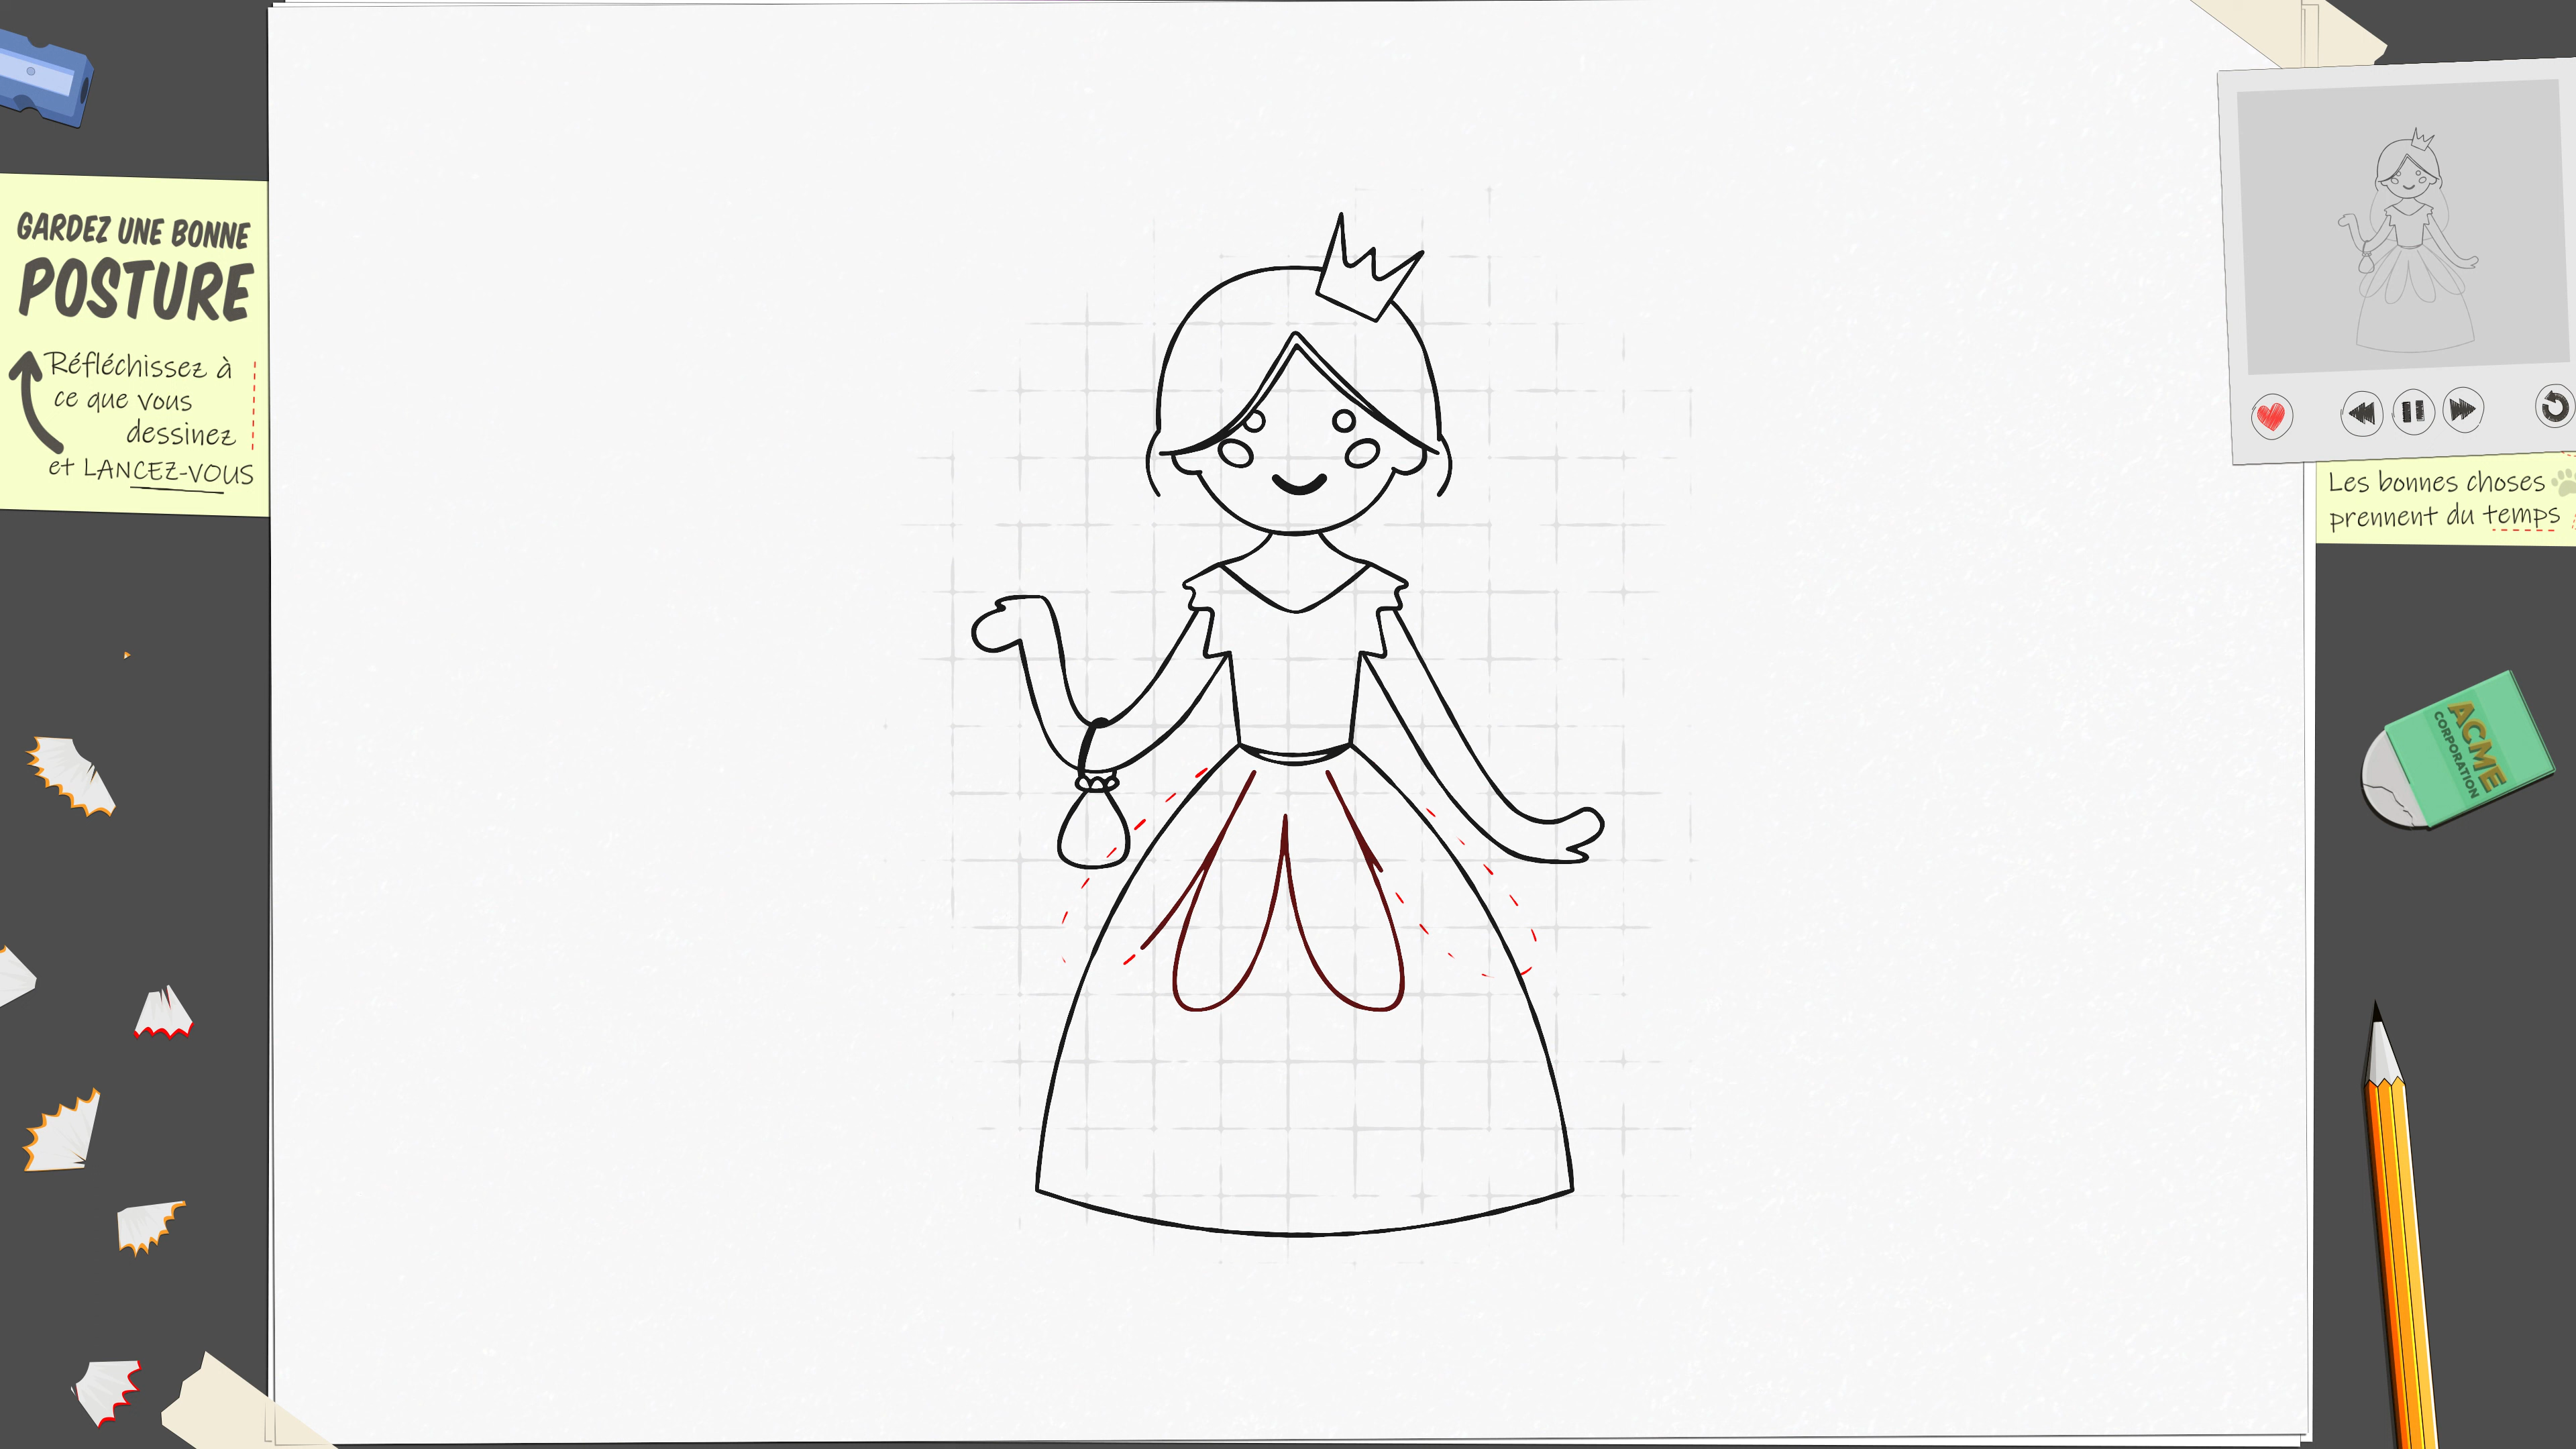 GARDEZ UNE BONNE
POSTURE
Réfléchissez à
ce que vous
dessinez
et LANCEZ-VOUS
Les bonnes choses
prennent du temps
ACME
CORPORATION